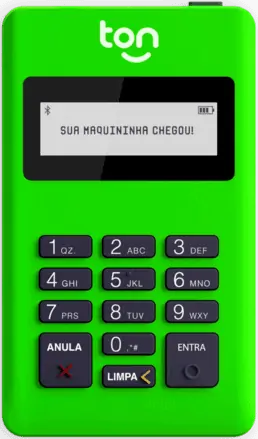 ton
SUA MAQUININHA CHEGOU!
1 QZ. 2 ABC 3 DEF
4 GHI 5 JKL 6 MNO
7 PRS 8 TUV 9 WXY
ANULA 0 .*# ENTRA
LIMPA